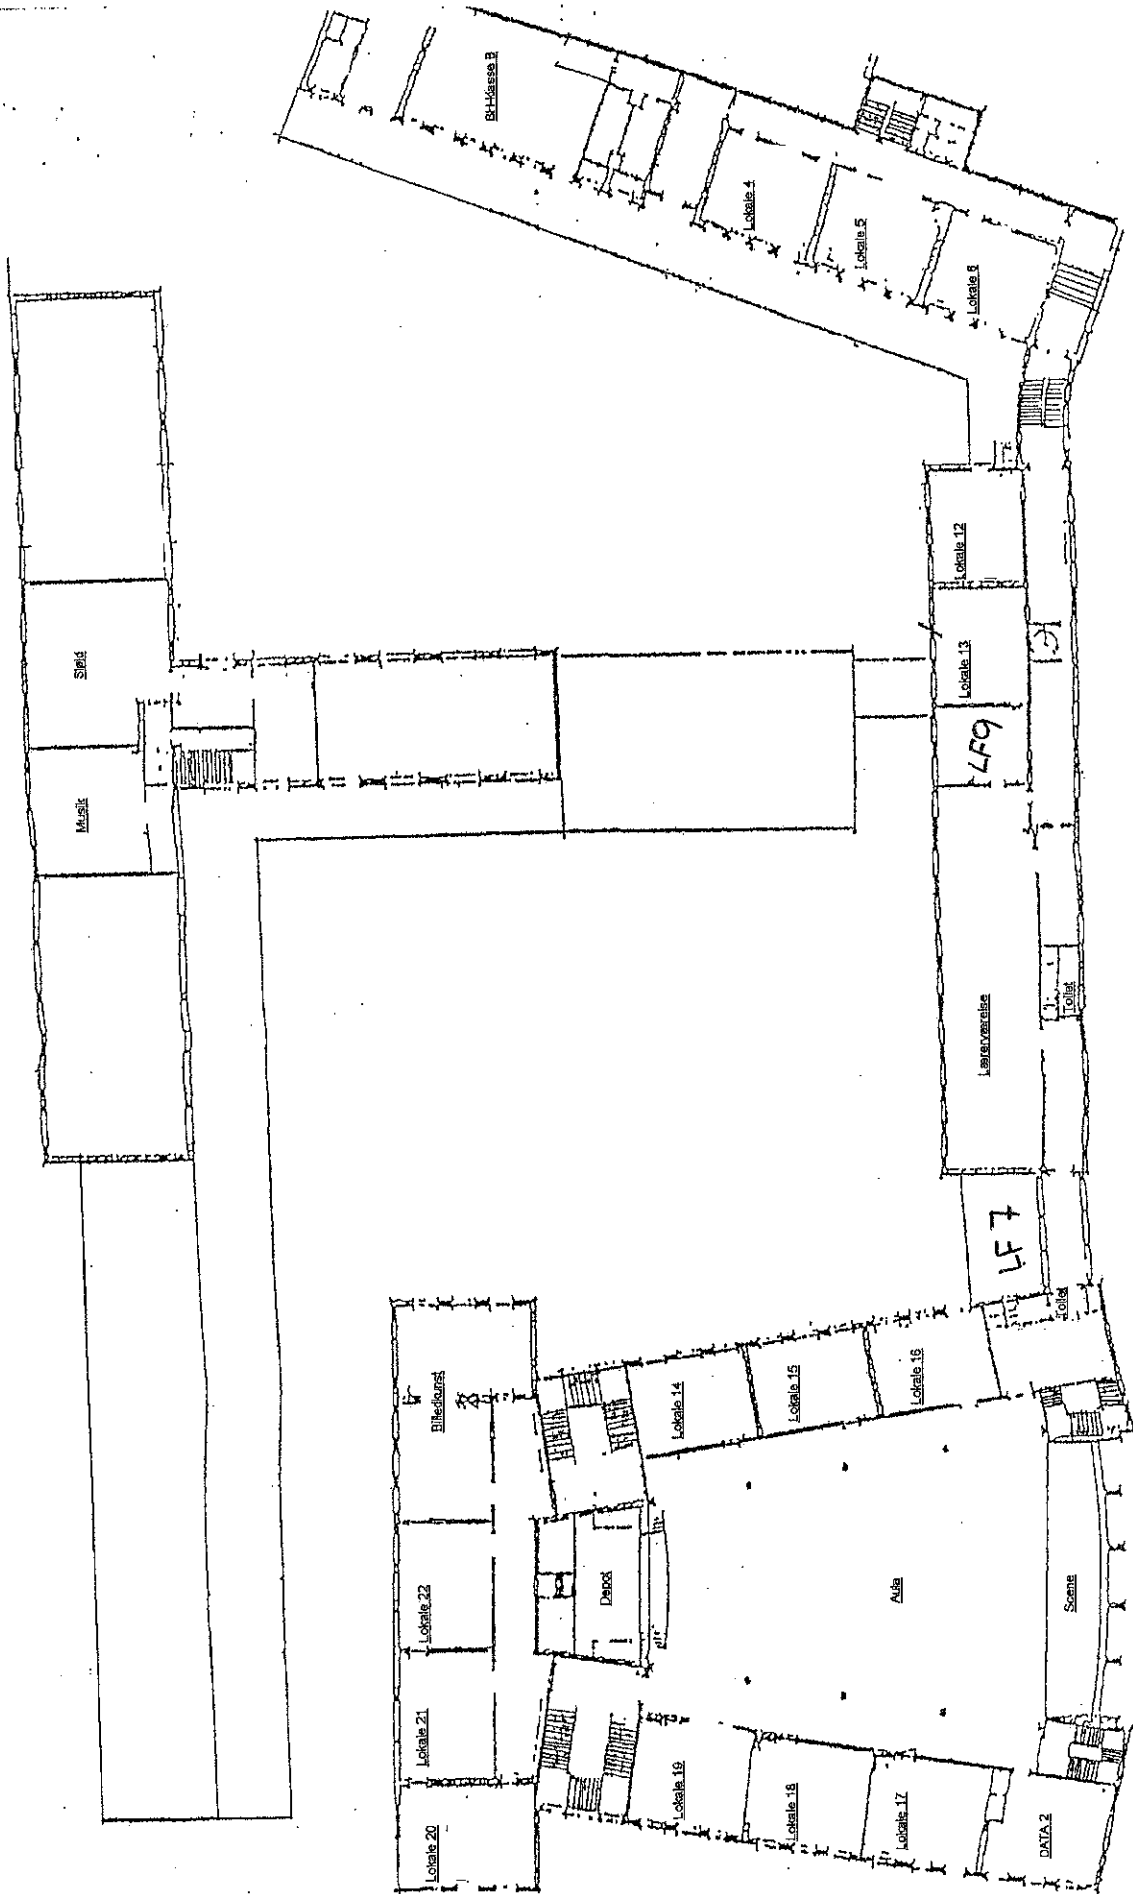 BH-klasse B
Lokale 4
Lokale 5
Lokale 6
Sløjd
Musik
Lokale 12
Lokale 13
LF9
Lærerværelse
Toilet
LF 7
Toilet
Billedkunst
Lokale 14
Lokale 15
Lokale 16
Lokale 22
Depot
Aula
Scene
Lokale 21
Lokale 20
Lokale 19
Lokale 18
Lokale 17
DATA 2